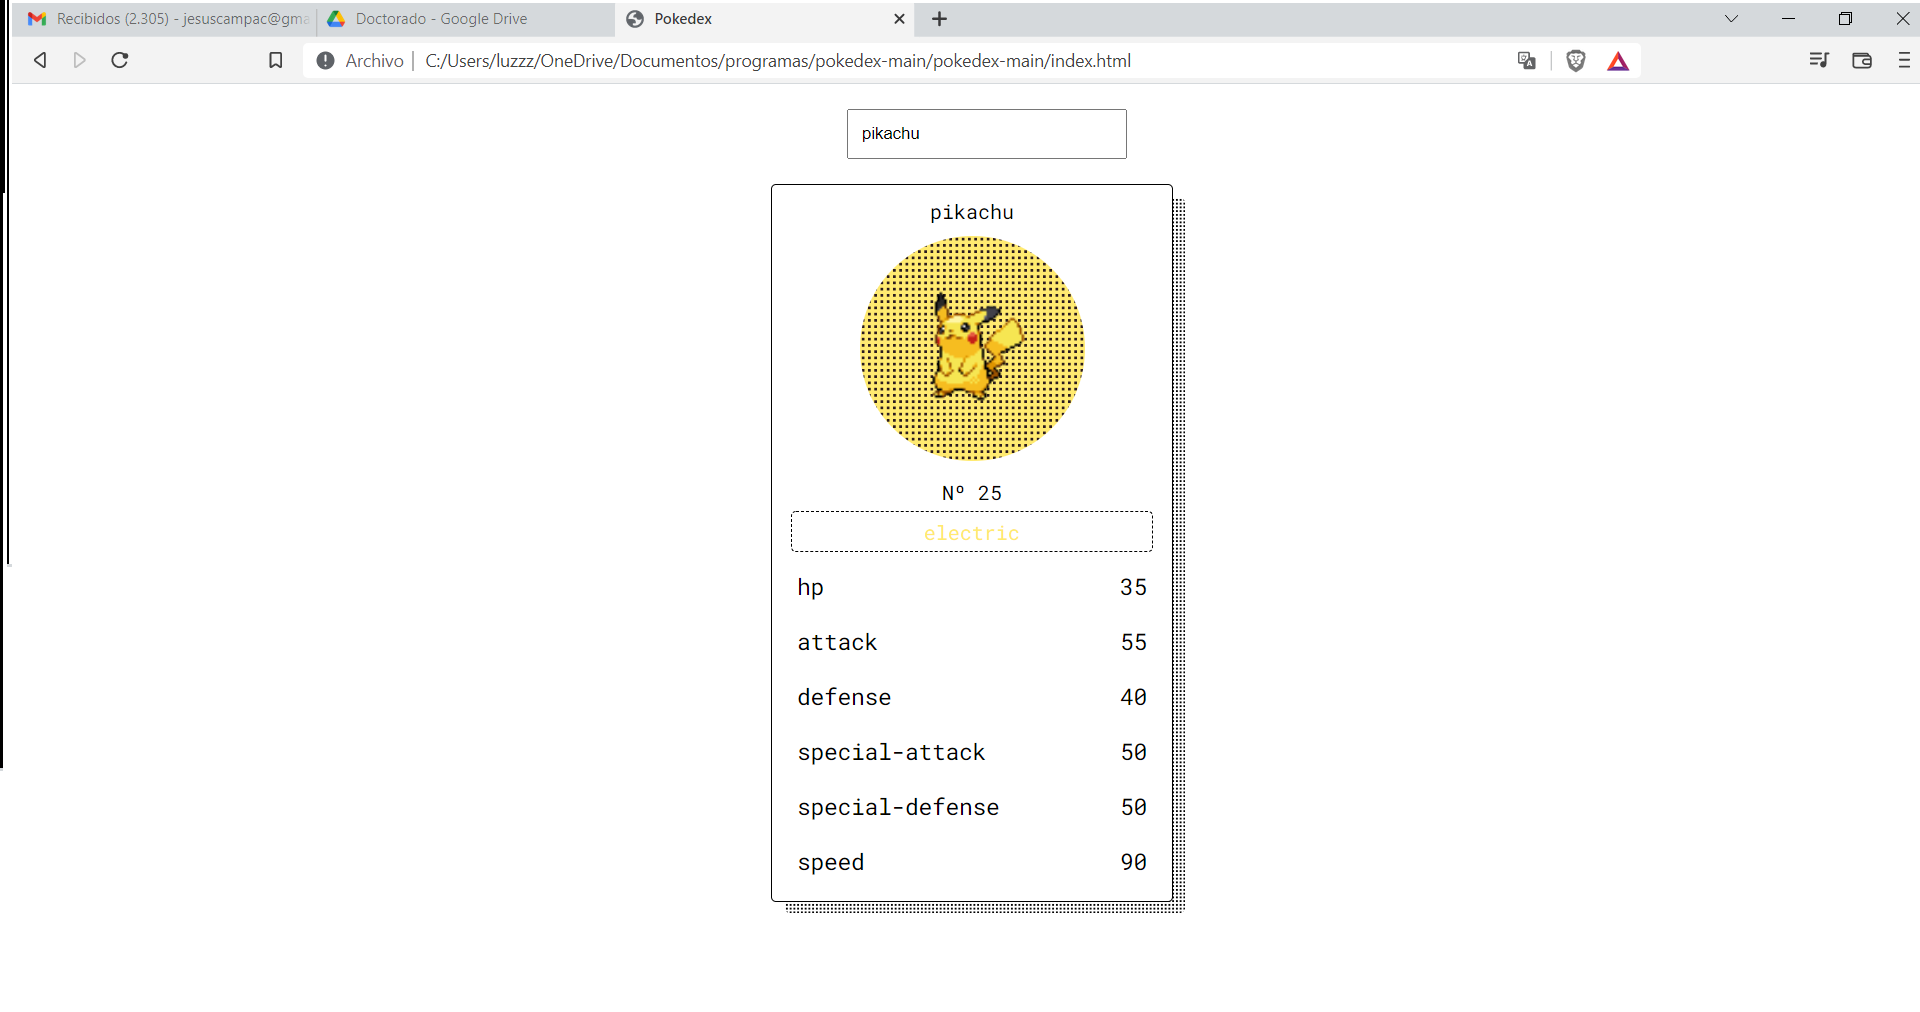 Recibidos (2.305) - jesuscampac@gma
Doctorado - Google Drive
Pokedex
Archivo | C:/Users/luzzz/OneDrive/Documentos/programas/pokedex-main/pokedex-main/index.html
pikachu
pikachu
Nº 25
electric
hp 35
attack 55
defense 40
special-attack 50
special-defense 50
speed 90